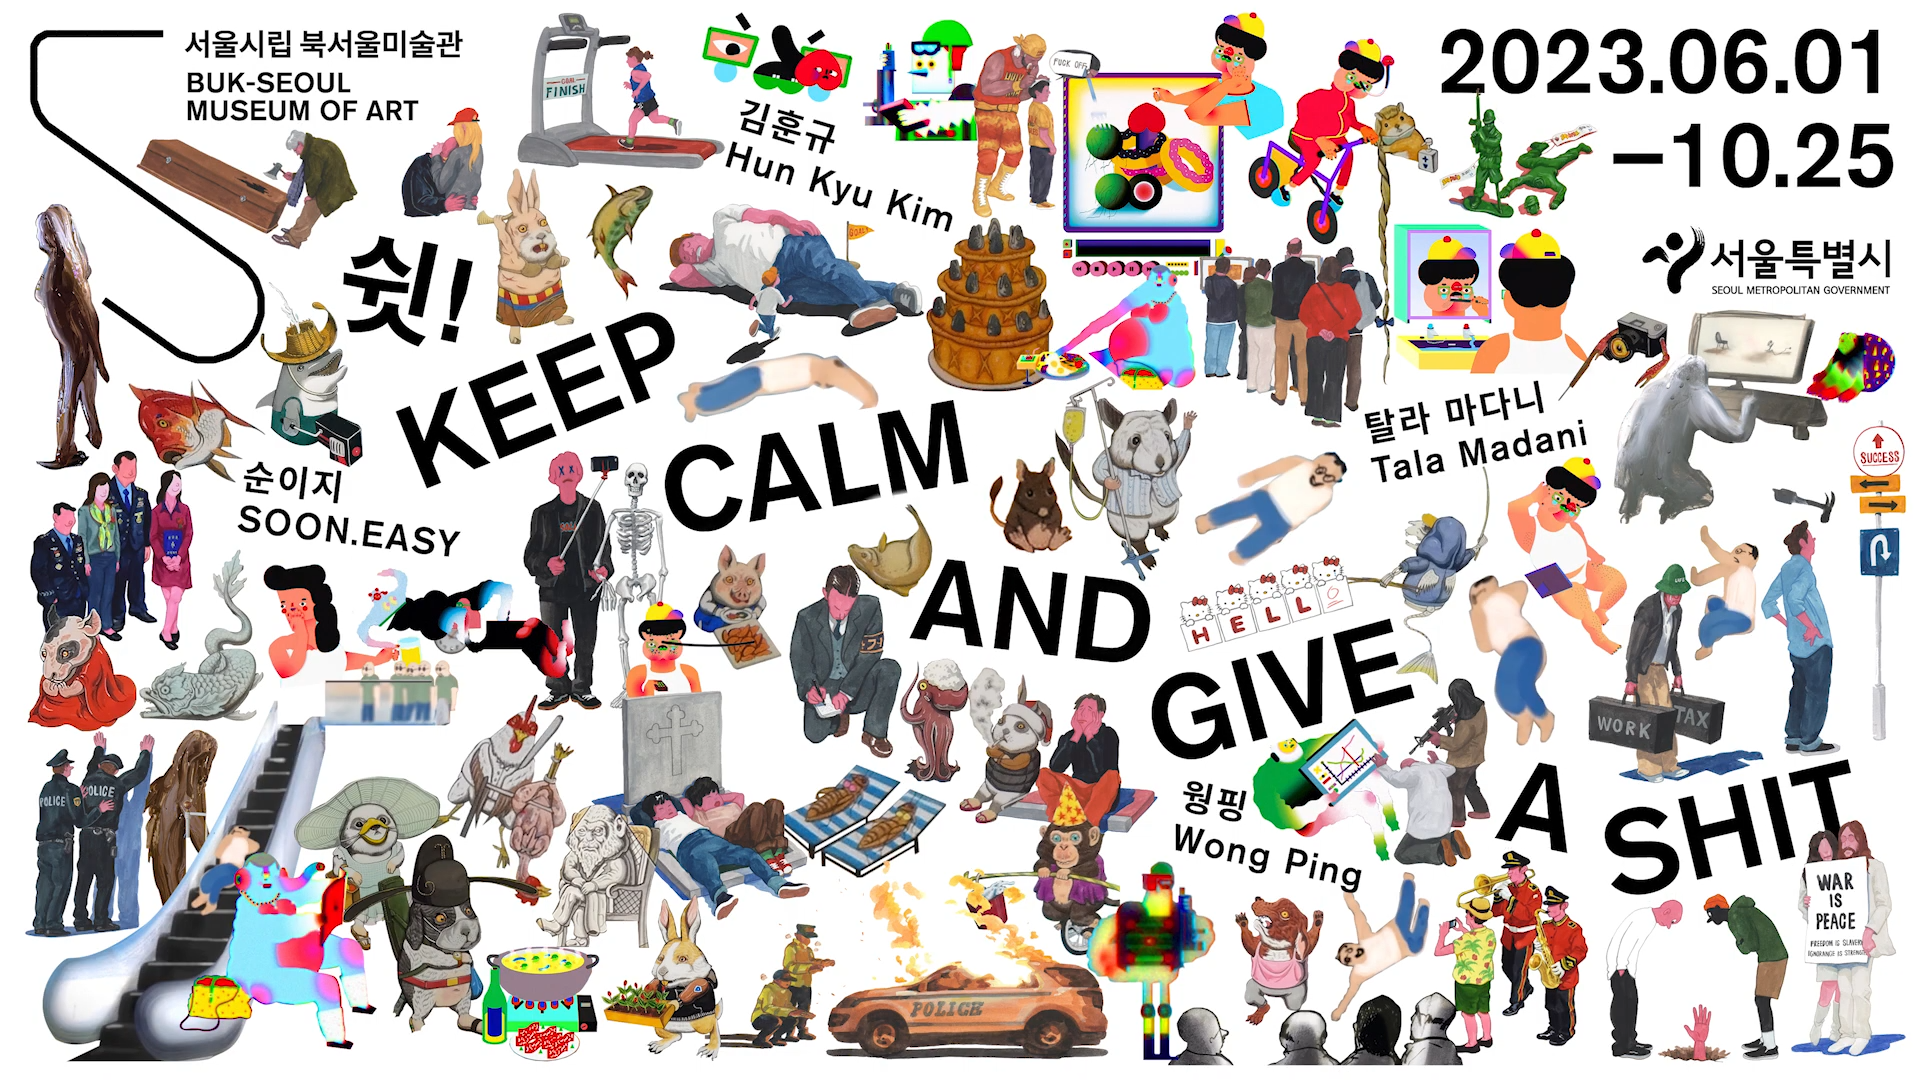 서울시립 북서울미술관
BUK-SEOUL
MUSEUM OF ART
2023.06.01
–10.25
서울특별시
SEOUL METROPOLITAN GOVERNMENT
쉿!
KEEP
CALM
AND
GIVE
A SHIT
김훈규
Hun Kyu Kim
탈라 마다니
Tala Madani
순이지
SOON.EASY
웡핑
Wong Ping
GOAL
FINISH
FUCK OFF
GOAL!
SUCCESS
HELLO
WORK
TAX
POLICE
POLICE
POLICE
WAR
IS
PEACE
FREEDOM IS SLAVERY
IGNORANCE IS STRENGTH